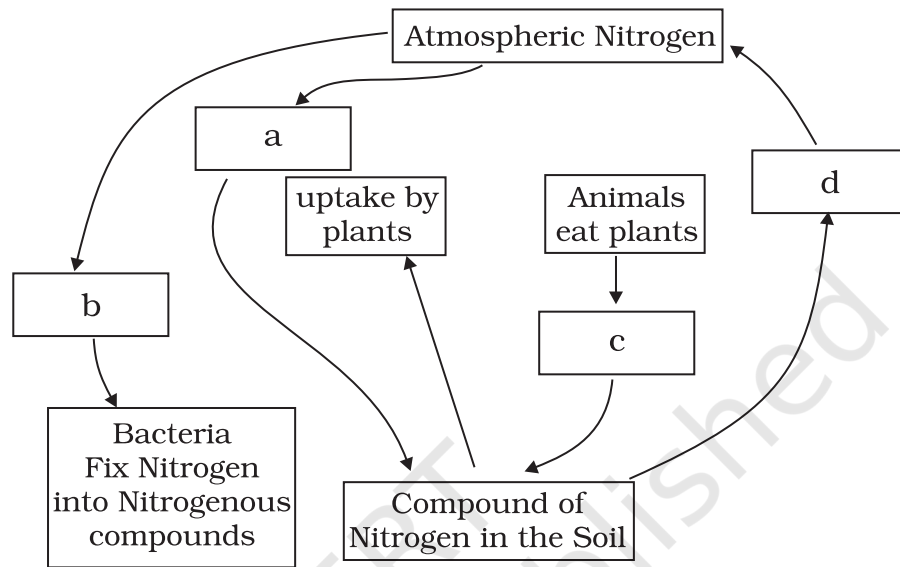 Atmospheric Nitrogen
a
uptake by
plants
Animals
eat plants
d
b
c
Bacteria
Fix Nitrogen
into Nitrogenous
compounds
Compound of
Nitrogen in the Soil